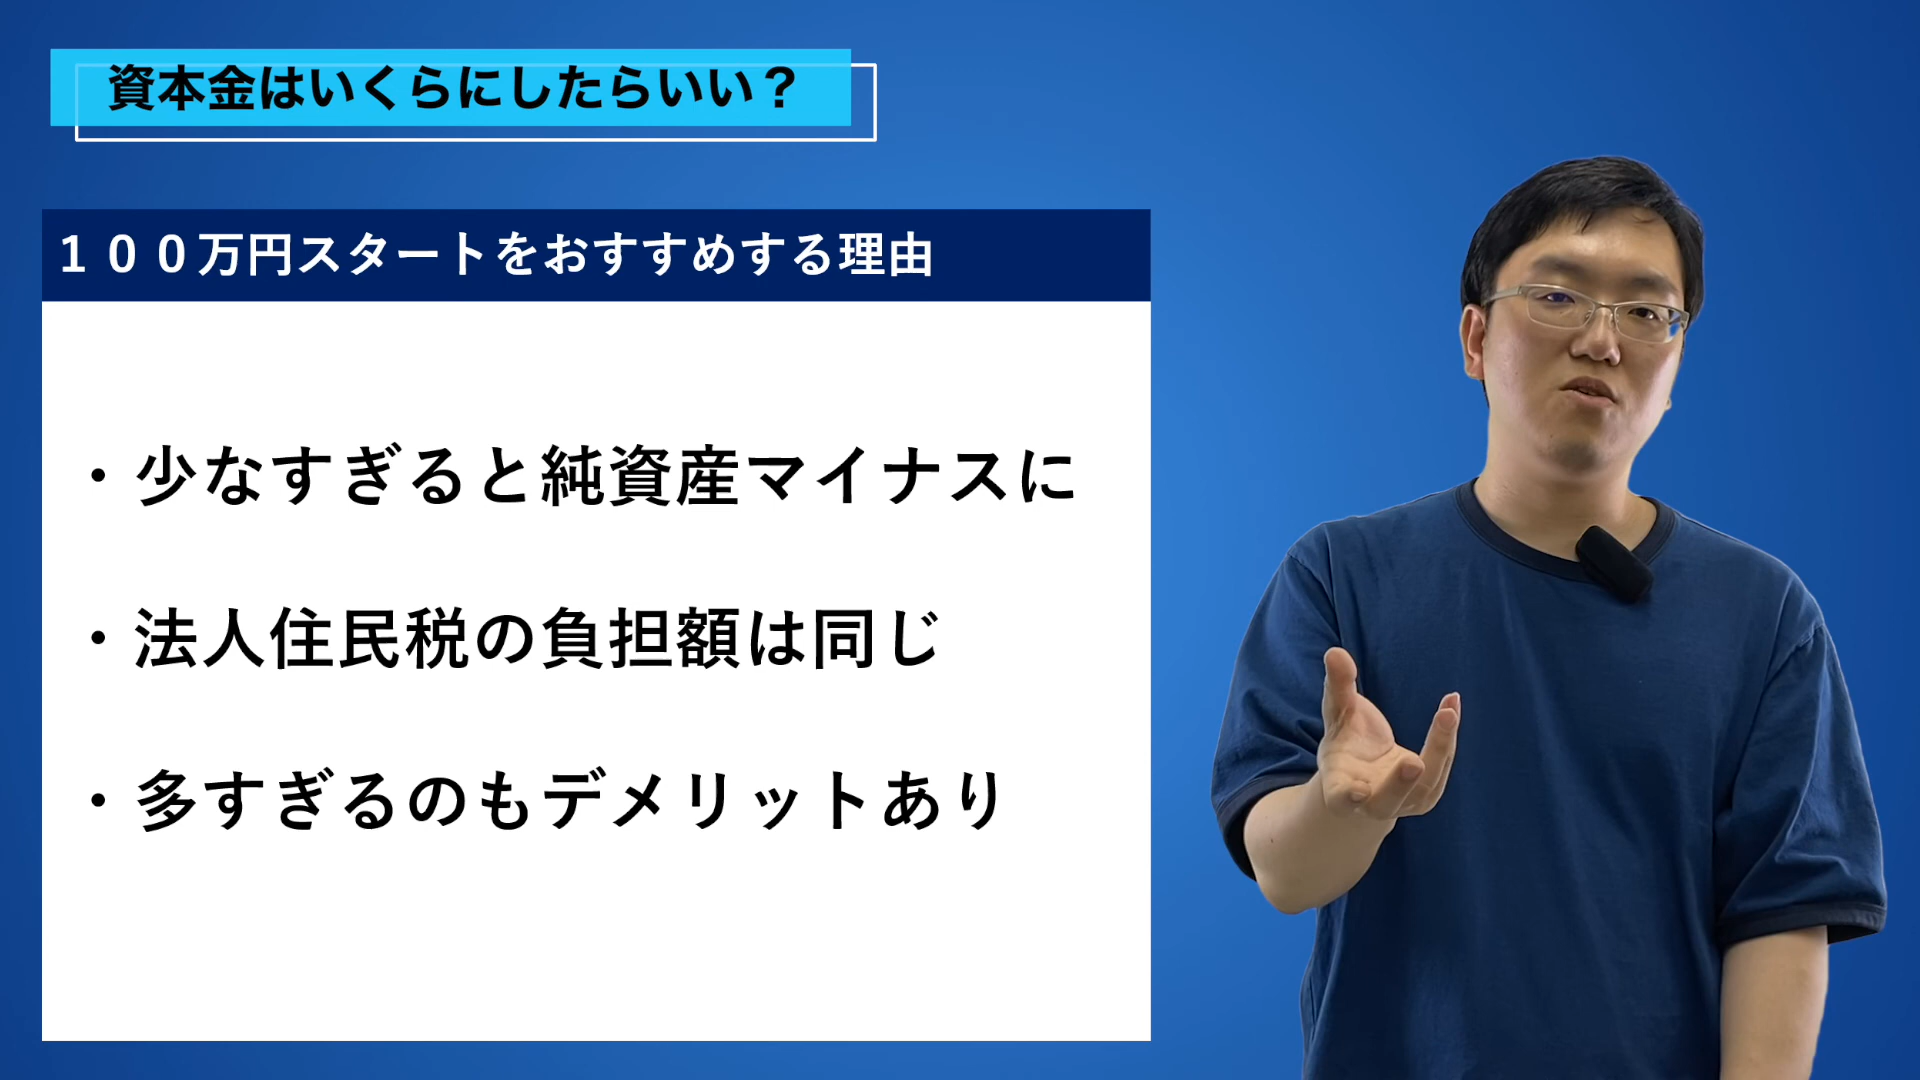 資本金はいくらにしたらいい？
１００万円スタートをおすすめする理由
・少なすぎると純資産マイナスに
・法人住民税の負担額は同じ
・多すぎるのもデメリットあり